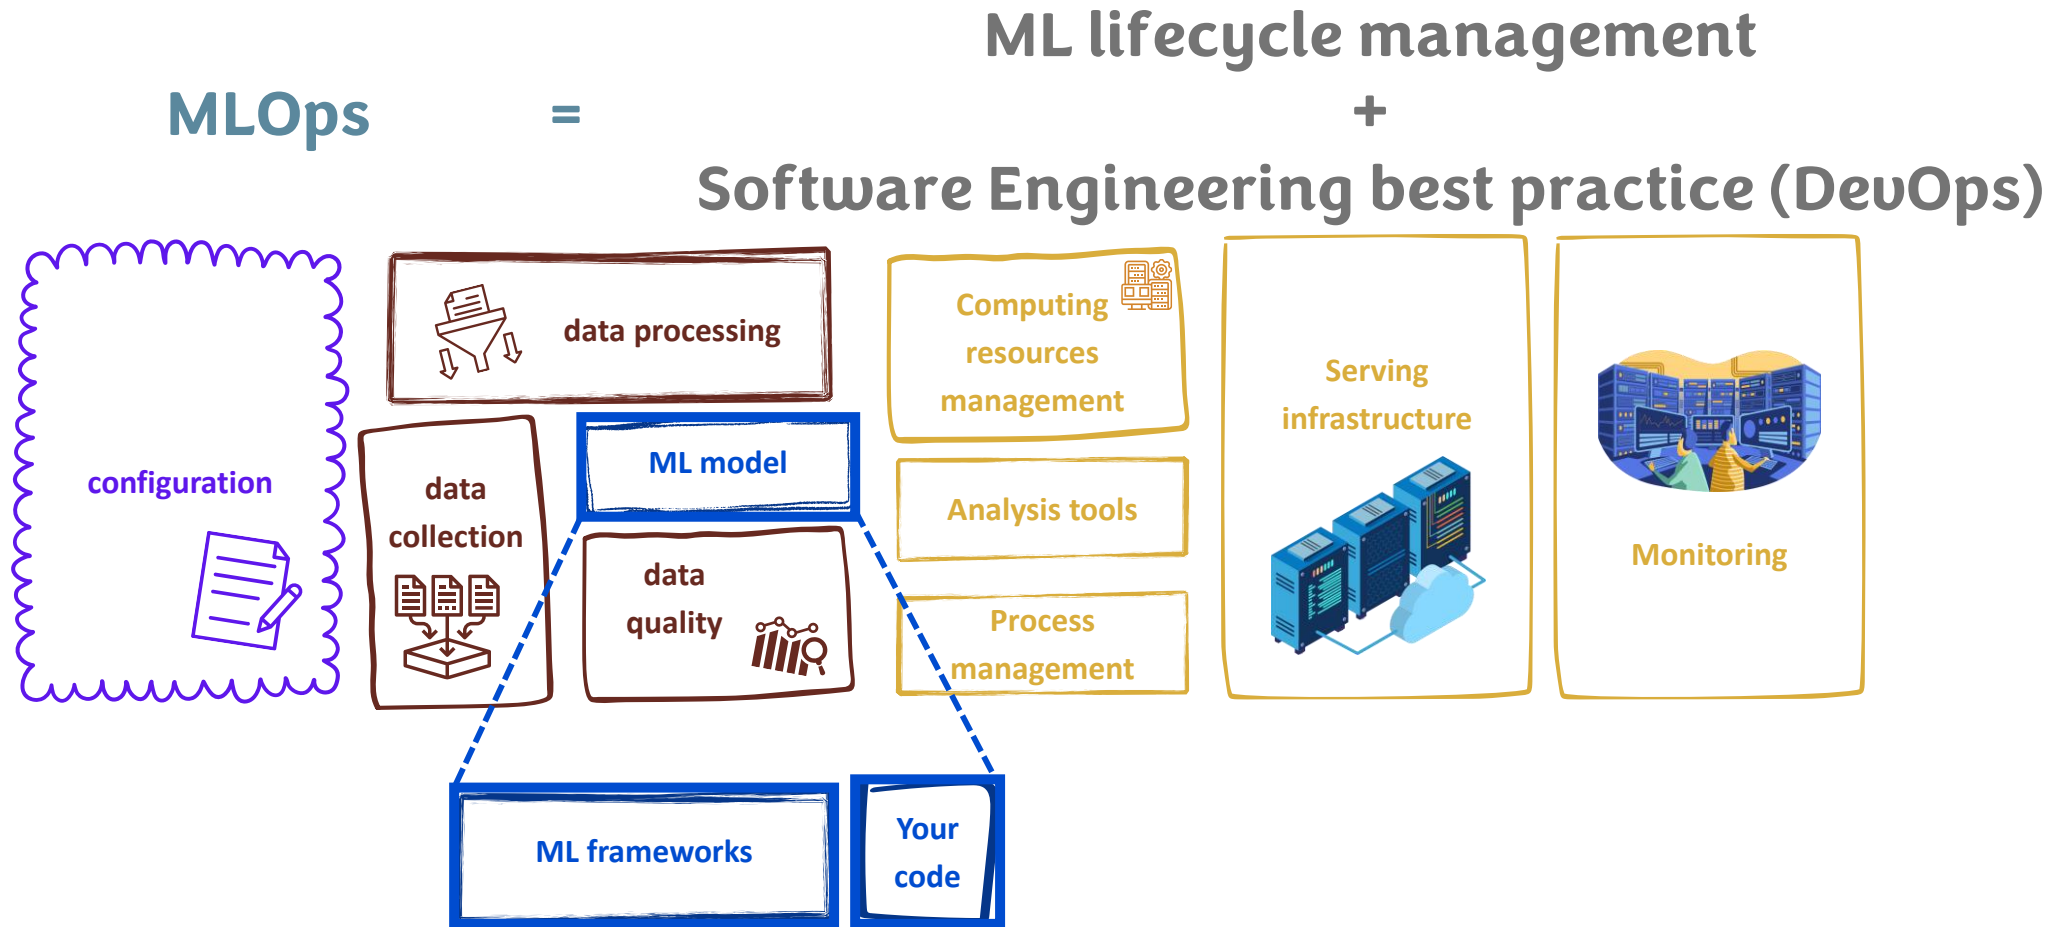 ML lifecycle management
MLOps = +
Software Engineering best practice (DevOps)
configuration
data processing
data
collection
ML model
data
quality
Computing
resources
management
Analysis tools
Process
management
Serving
infrastructure
Monitoring
ML frameworks
Your
code